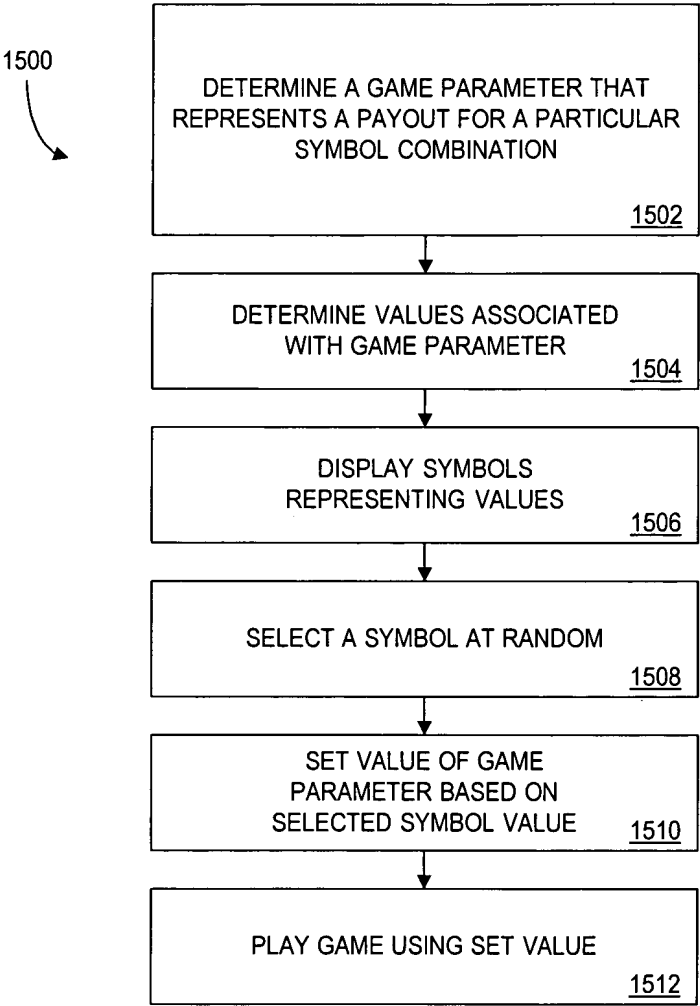 1500
DETERMINE A GAME PARAMETER THAT
REPRESENTS A PAYOUT FOR A PARTICULAR
SYMBOL COMBINATION
1502
DETERMINE VALUES ASSOCIATED
WITH GAME PARAMETER
1504
DISPLAY SYMBOLS
REPRESENTING VALUES
1506
SELECT A SYMBOL AT RANDOM
1508
SET VALUE OF GAME
PARAMETER BASED ON
SELECTED SYMBOL VALUE
1510
PLAY GAME USING SET VALUE
1512